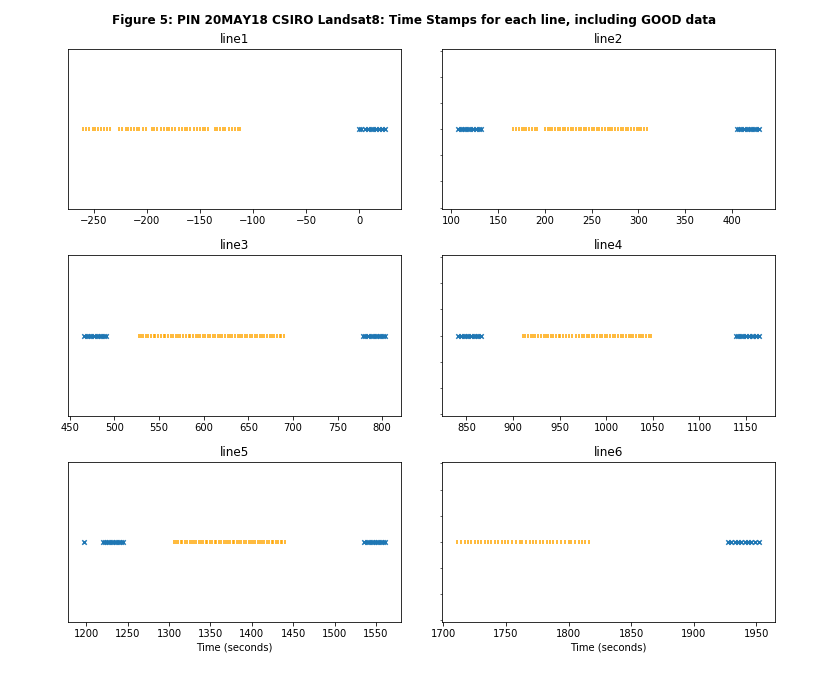 Figure 5: PIN 20MAY18 CSIRO Landsat8: Time Stamps for each line, including GOOD data
line1 line2
−250 −200 −150 −100 −50 0 100 150 200 250 300 350 400
line3 line4
450 500 550 600 650 700 750 800 850 900 950 1000 1050 1100 1150
line5 line6
1200 1250 1300 1350 1400 1450 1500 1550 1700 1750 1800 1850 1900 1950
Time (seconds) Time (seconds)